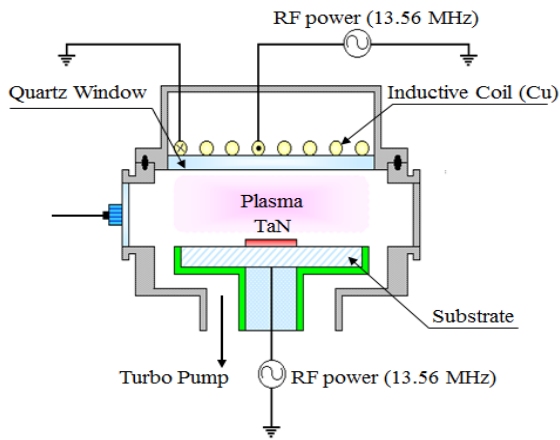 RF power (13.56 MHz)
Quartz Window
Inductive Coil (Cu)
Plasma
TaN
Substrate
Turbo Pump
RF power (13.56 MHz)